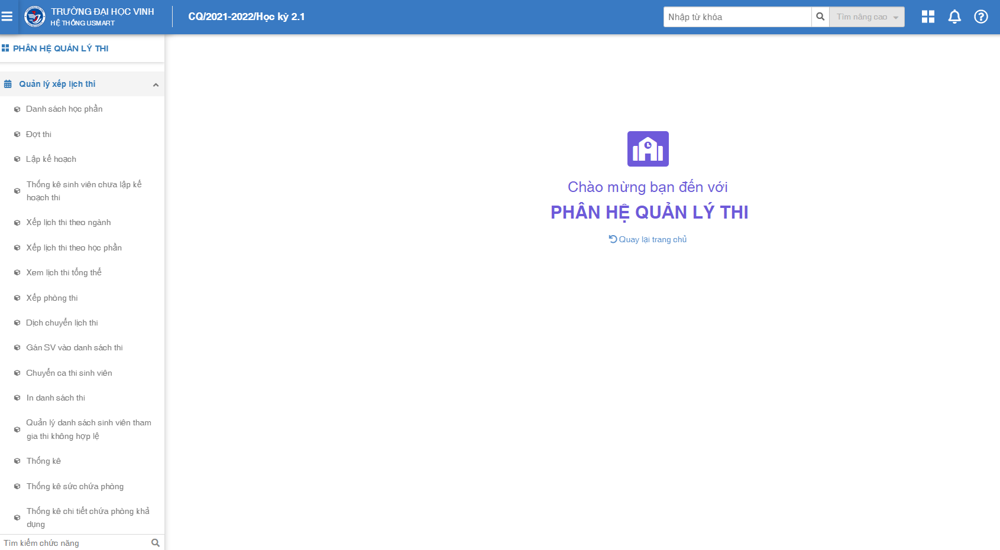 TRƯỜNG ĐẠI HỌC VINH
HỆ THỐNG USMART
CQ/2021-2022/Học kỳ 2.1
Nhập từ khóa
Tìm nâng cao
PHÂN HỆ QUẢN LÝ THI
Quản lý xếp lịch thi
Danh sách học phần
Đợt thi
Lập kế hoạch
Thống kê sinh viên chưa lập kế
hoạch thi
Xếp lịch thi theo ngành
Xếp lịch thi theo học phần
Xem lịch thi tổng thể
Xếp phòng thi
Dịch chuyển lịch thi
Gán SV vào danh sách thi
Chuyển ca thi sinh viên
In danh sách thi
Quản lý danh sách sinh viên tham
gia thi không hợp lệ
Thống kê
Thống kê sức chứa phòng
Thống kê chi tiết chứa phòng khả
dụng
Tìm kiếm chức năng
Chào mừng bạn đến với
PHÂN HỆ QUẢN LÝ THI
Quay lại trang chủ